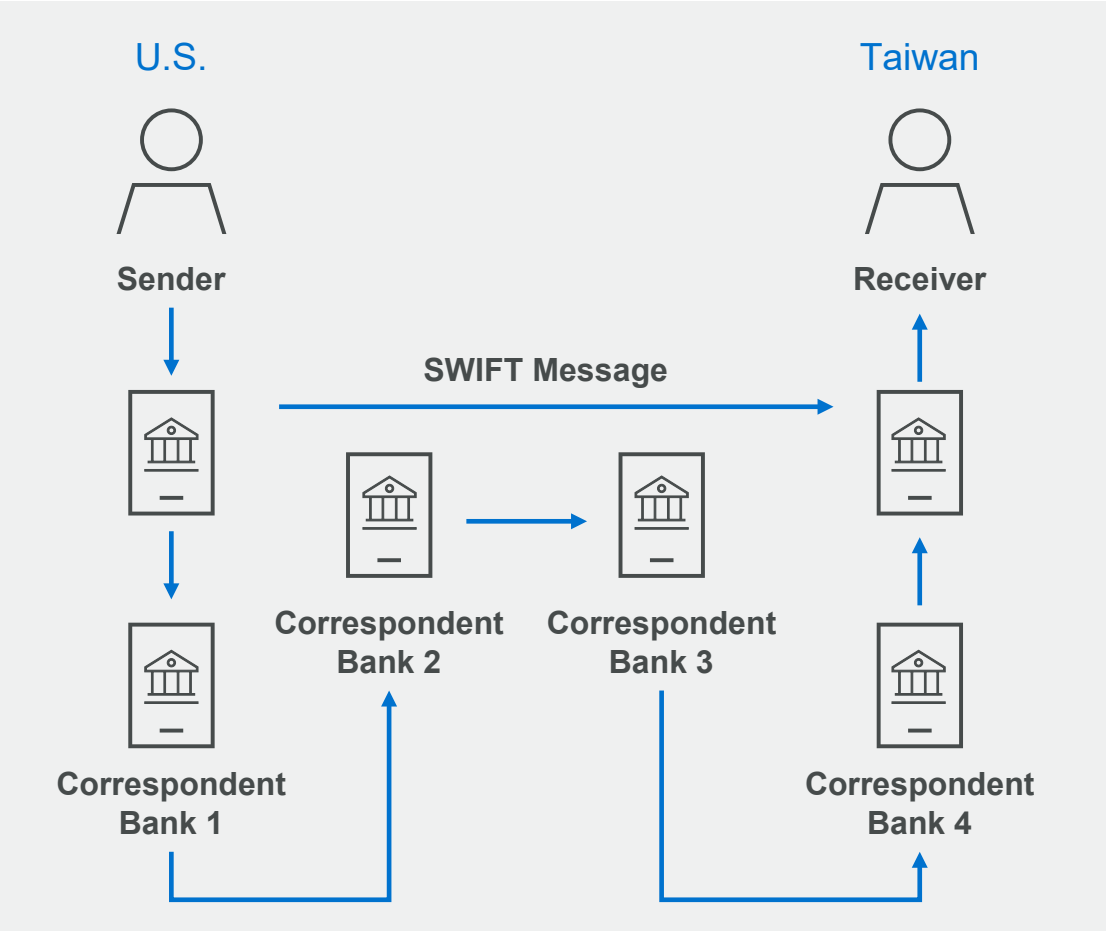 U.S.
Taiwan
Sender
Receiver
SWIFT Message
Correspondent
Bank 2
Correspondent
Bank 3
Correspondent
Bank 1
Correspondent
Bank 4